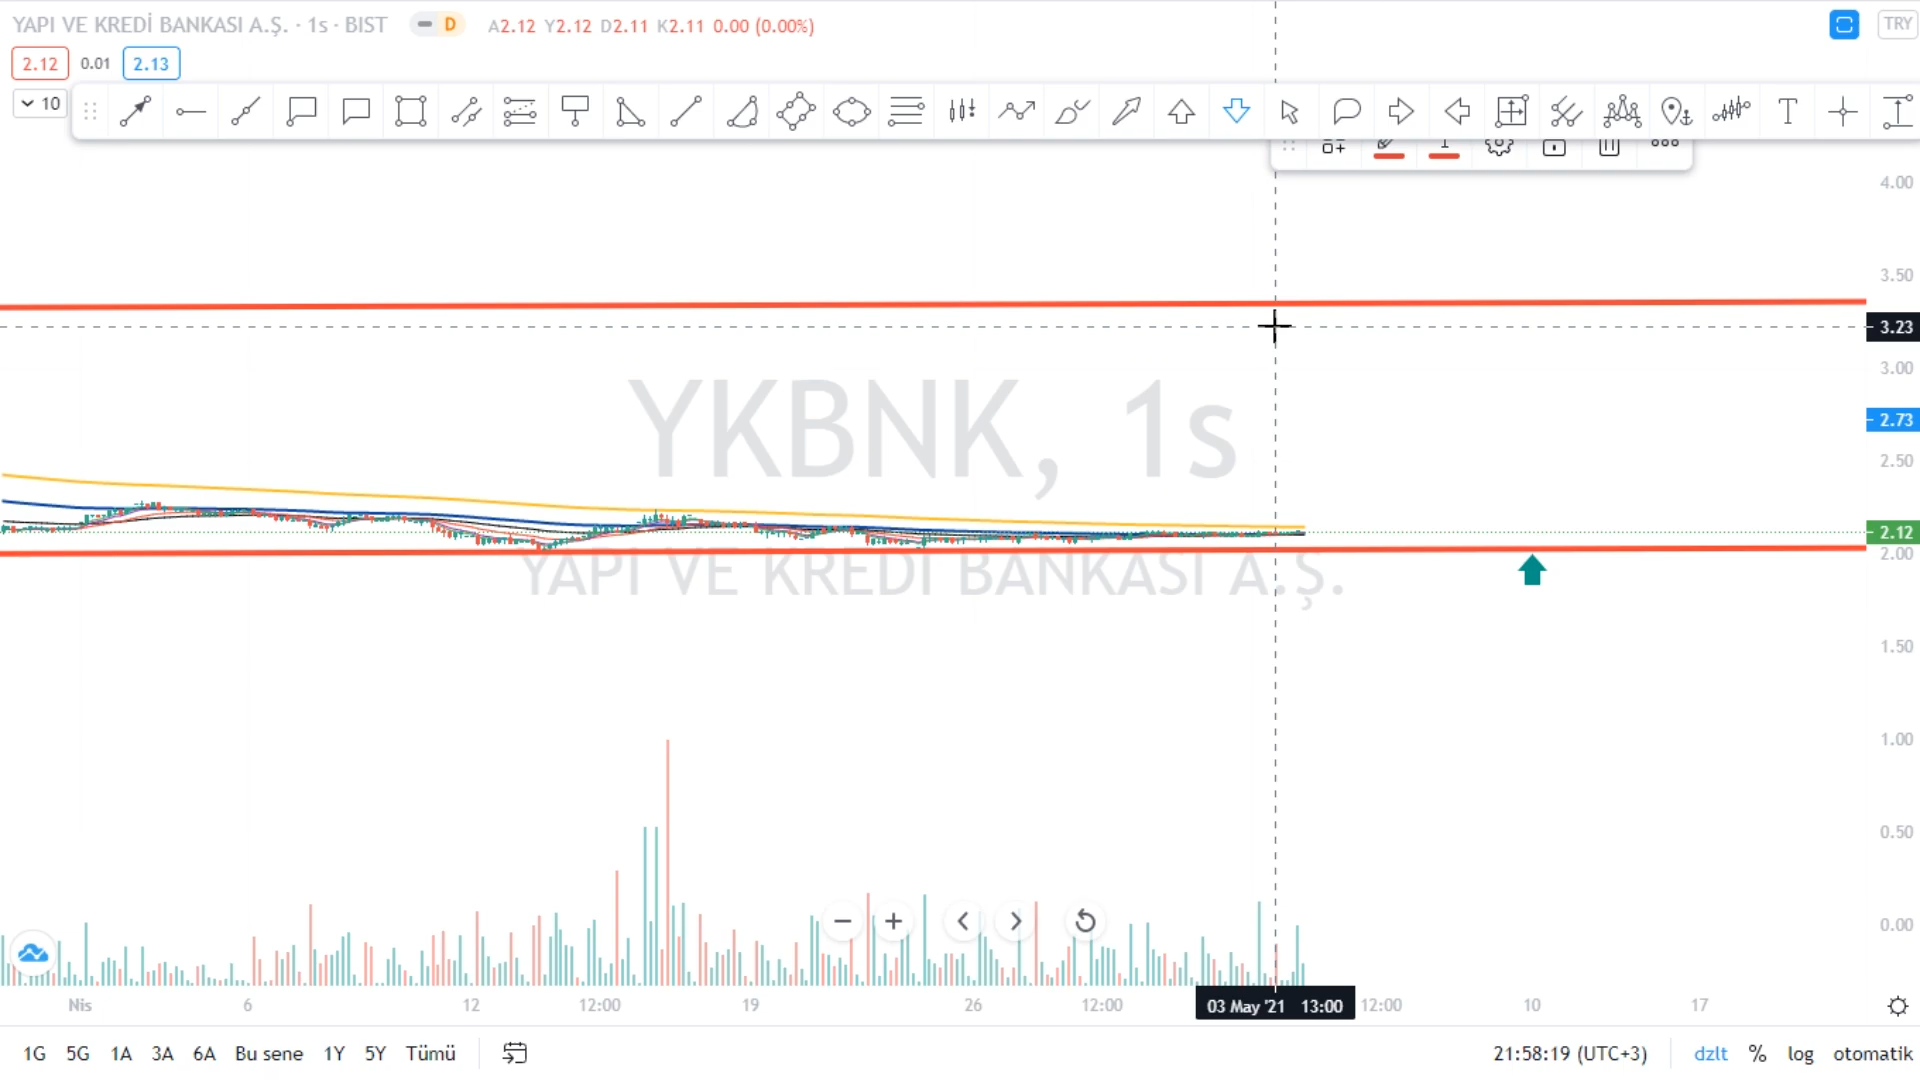 YAPI VE KREDİ BANKASI A.Ş. · 1s · BIST D A2.12 Y2.12 D2.11 K2.11 0.00 (0.00%) TRY
2.12 0.01 2.13
10
T
4.00
3.50
3.23
3.00
2.73
2.50
2.12
2.00
1.50
1.00
0.50
0.00
YKBNK, 1s
YAPI VE KREDİ BANKASI A.Ş.
Nis 6 12 12:00 19 26 12:00 03 May '21 13:00 12:00 10 17
1G 5G 1A 3A 6A Bu sene 1Y 5Y Tümü 21:58:19 (UTC+3) dzlt % log otomatik